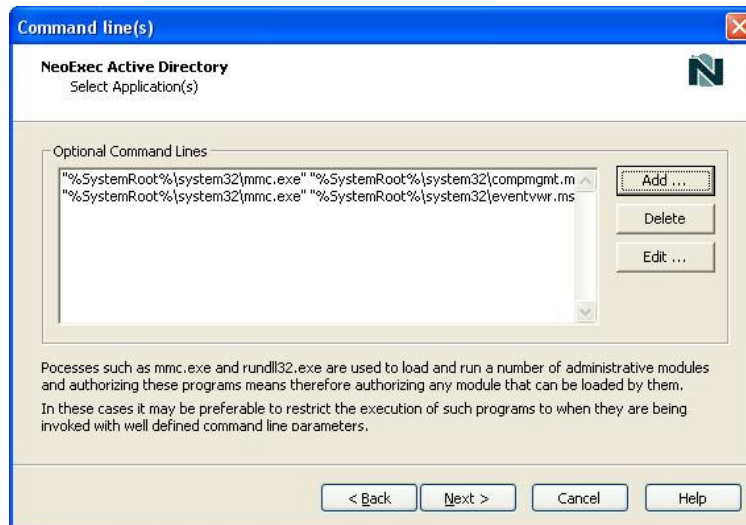 Command line(s)
NeoExec Active Directory
Select Application(s)
Optional Command Lines
"%SystemRoot%\system32\mmc.exe" "%SystemRoot%\system32\compmgmt.m
"%SystemRoot%\system32\mmc.exe" "%SystemRoot%\system32\eventvwr.ms
Add ...
Delete
Edit ...
Pocesses such as mmc.exe and rundll32.exe are used to load and run a number of administrative modules
and authorizing these programs means therefore authorizing any module that can be loaded by them.
In these cases it may be preferable to restrict the execution of such programs to when they are being
invoked with well defined command line parameters.
< Back
Next >
Cancel
Help